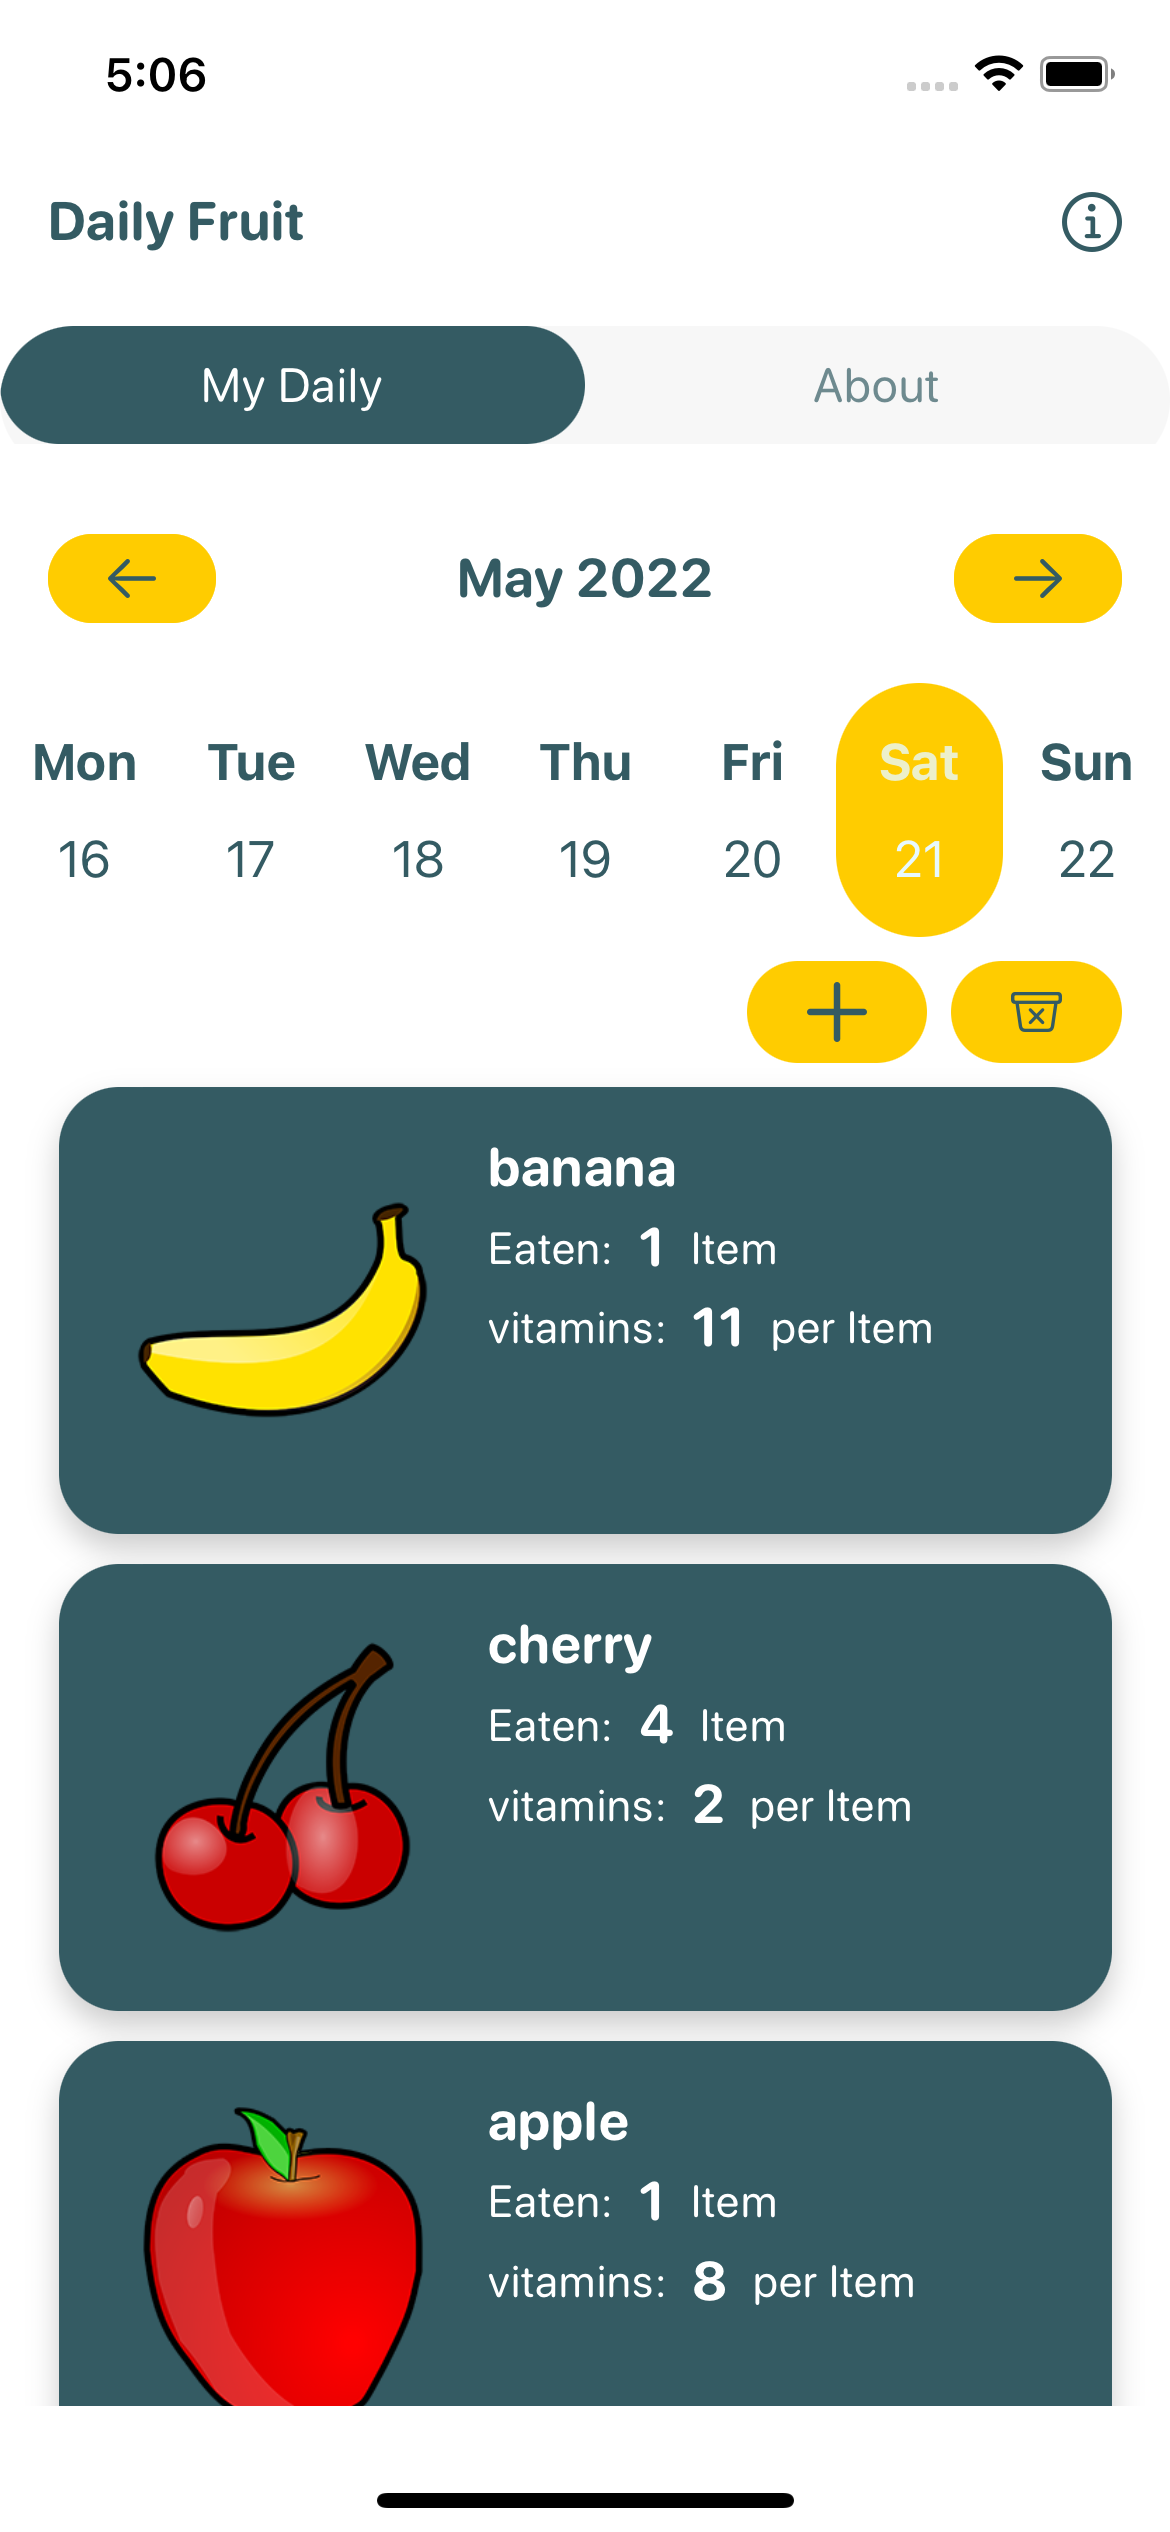 5:06
Daily Fruit
My Daily About
May 2022
Mon Tue Wed Thu Fri Sat Sun
16 17 18 19 20 21 22
banana
Eaten: 1 Item
vitamins: 11 per Item
cherry
Eaten: 4 Item
vitamins: 2 per Item
apple
Eaten: 1 Item
vitamins: 8 per Item